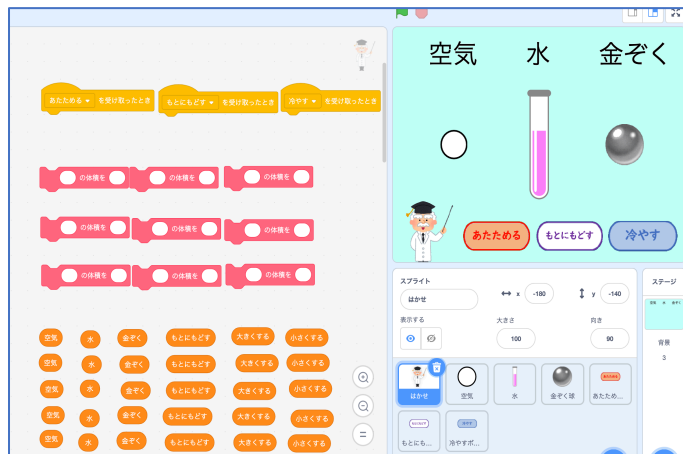 あたためる を受け取ったとき
もとにもどす を受け取ったとき
冷やす を受け取ったとき
の体積を の体積を の体積を
の体積を の体積を の体積を
の体積を の体積を の体積を
空気 水 金ぞく もとにもどす 大きくする 小さくする
空気 水 金ぞく もとにもどす 大きくする 小さくする
空気 水 金ぞく もとにもどす 大きくする 小さくする
空気 水 金ぞく もとにもどす 大きくする 小さくする
空気 水 金ぞく もとにもどす 大きくする 小さくする
空気 水 金ぞく
あたためる もとにもどす 冷やす
スプライト
はかせ x -180 y -140
表示する 大きさ 向き
100 90
はかせ 空気 水 金ぞく球 あたため...
もとにも... 冷やすボ...
ステージ
背景
3